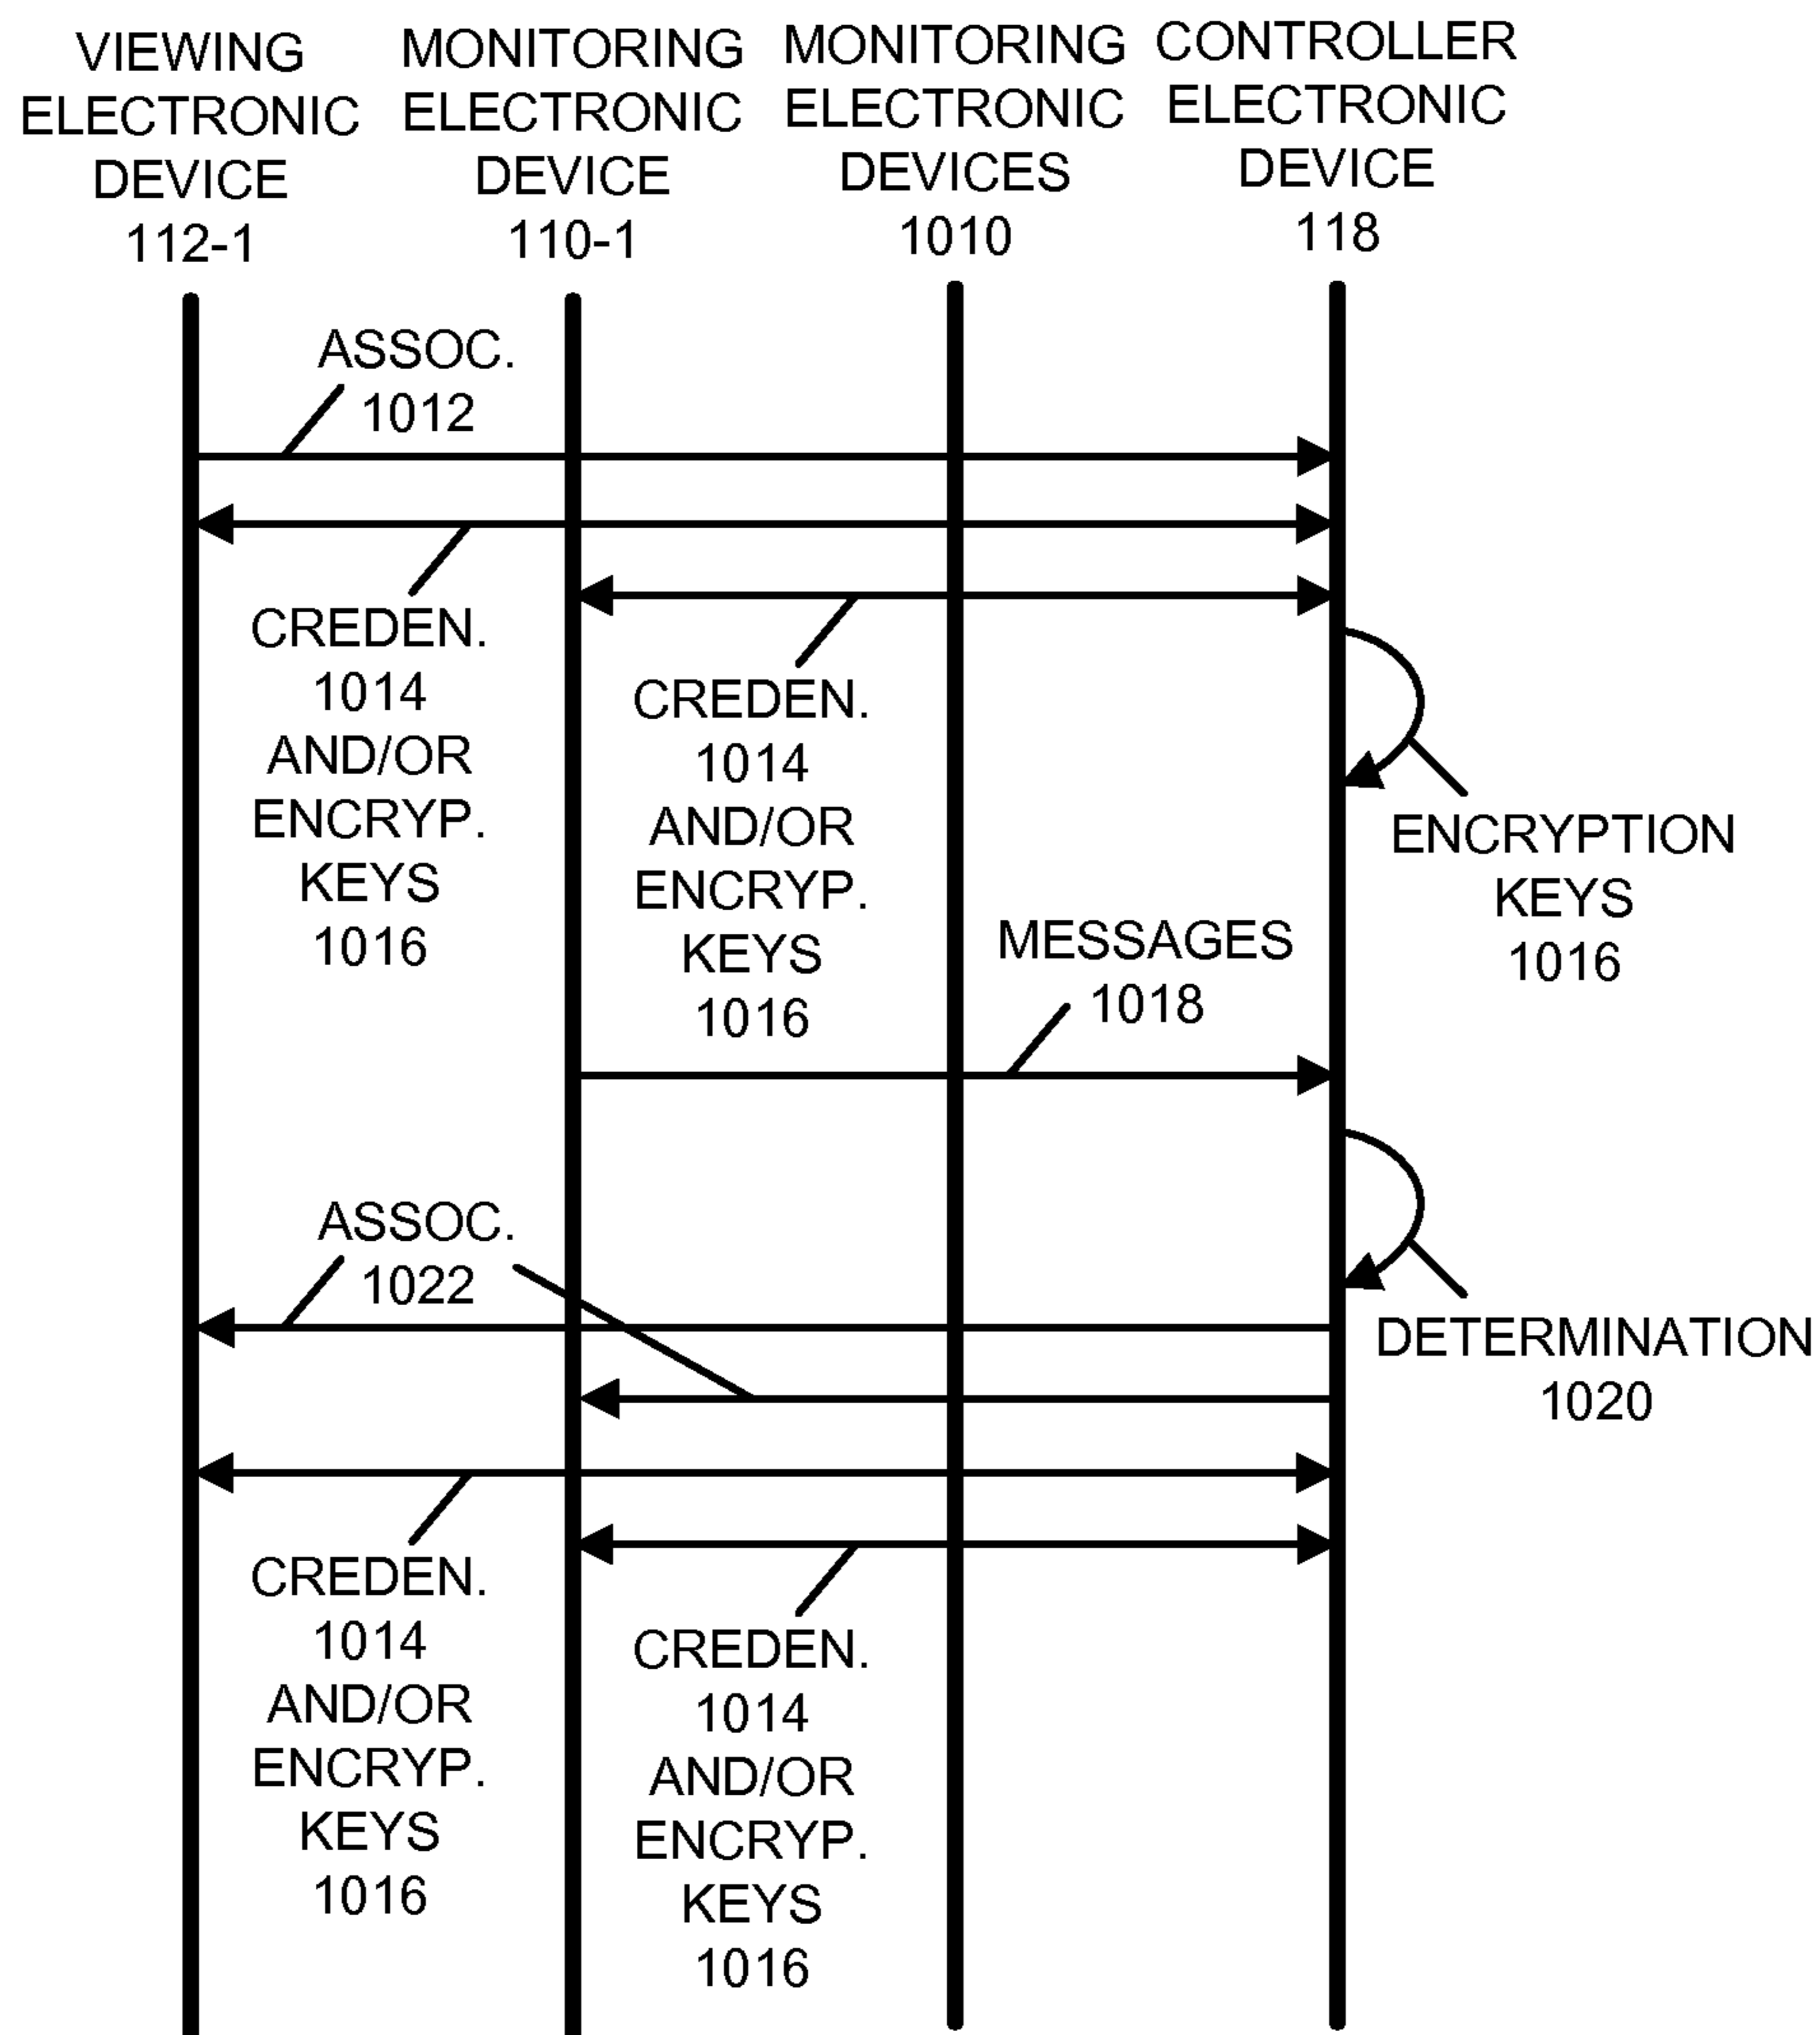 VIEWING
ELECTRONIC
DEVICE
112-1
MONITORING
ELECTRONIC
DEVICE
110-1
MONITORING
ELECTRONIC
DEVICES
1010
CONTROLLER
ELECTRONIC
DEVICE
118
ASSOC.
1012
CREDEN.
1014
AND/OR
ENCRYP.
KEYS
1016
CREDEN.
1014
AND/OR
ENCRYP.
KEYS
1016
ENCRYPTION
KEYS
1016
MESSAGES
1018
ASSOC.
1022
DETERMINATION
1020
CREDEN.
1014
AND/OR
ENCRYP.
KEYS
1016
CREDEN.
1014
AND/OR
ENCRYP.
KEYS
1016